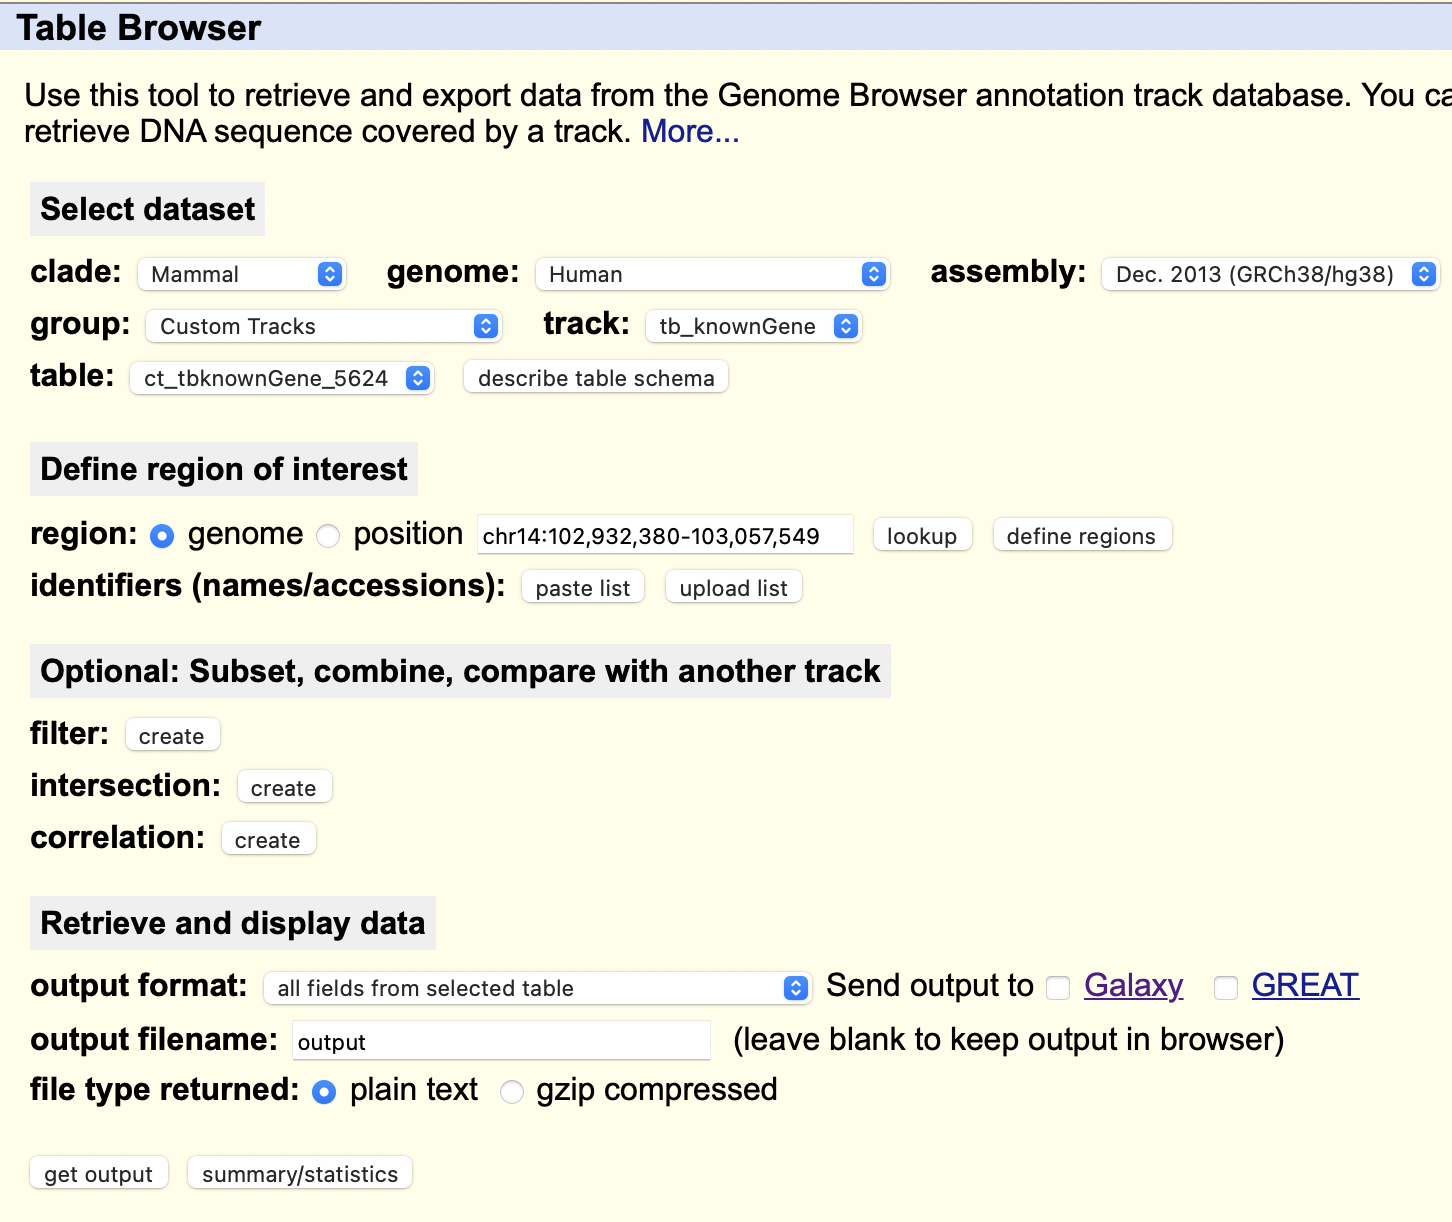 Table Browser
Use this tool to retrieve and export data from the Genome Browser annotation track database. You ca
retrieve DNA sequence covered by a track. More...
Select dataset
clade: Mammal genome: Human assembly: Dec. 2013 (GRCh38/hg38)
group: Custom Tracks track: tb_knownGene
table: ct_tbknownGene_5624 describe table schema
Define region of interest
region: genome position chr14:102,932,380-103,057,549 lookup define regions
identifiers (names/accessions): paste list upload list
Optional: Subset, combine, compare with another track
filter: create
intersection: create
correlation: create
Retrieve and display data
output format: all fields from selected table Send output to Galaxy GREAT
output filename: output (leave blank to keep output in browser)
file type returned: plain text gzip compressed
get output summary/statistics